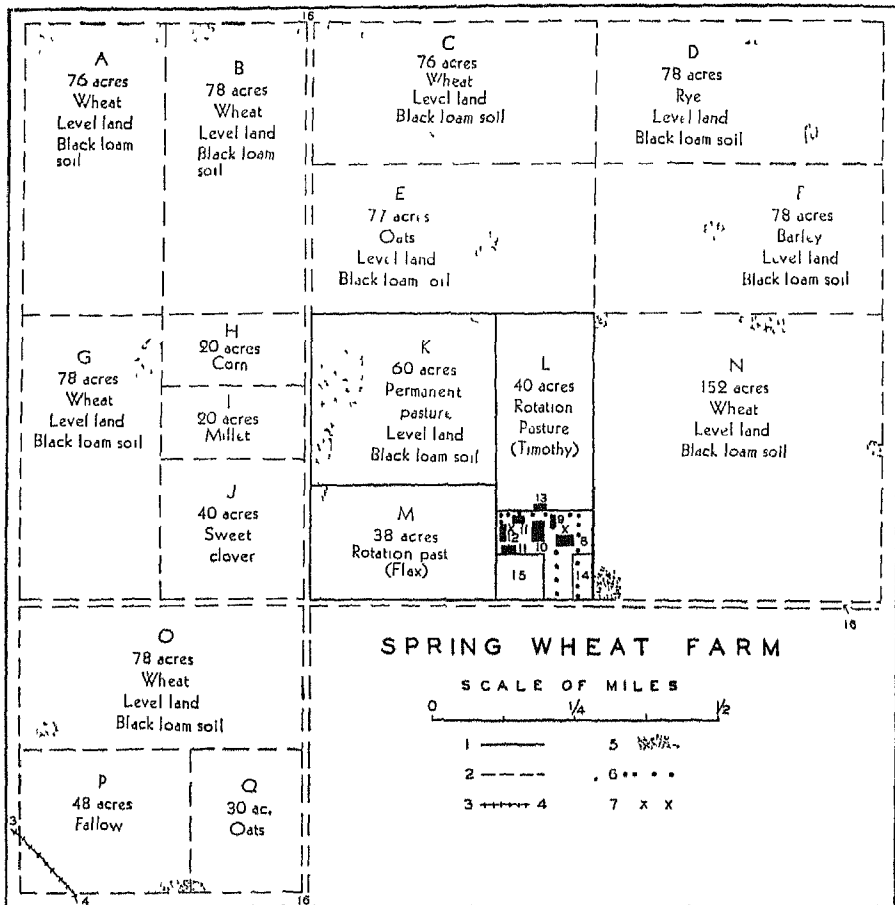 16
A
76 acres
Wheat
Level land
Black loam
soil
B
78 acres
Wheat
Level land
Black loam
soil
C
76 acres
Wheat
Level land
Black loam soil
D
78 acres
Rye
Level land
Black loam soil
E
77 acres
Oats
Level land
Black loam oil
F
78 acres
Barley
Level land
Black loam soil
G
78 acres
Wheat
Level land
Black loam soil
H
20 acres
Corn
I
20 acres
Millet
J
40 acres
Sweet
clover
K
60 acres
Permanent
pasture,
Level land
Black loam soil
L
40 acres
Rotation
Pasture
(Timothy)
M
38 acres
Rotation past
(Flax)
N
152 acres
Wheat
Level land
Black loam soil
13
X 11 9 X
12 10 8
11
15 14
16
O
78 acres
Wheat
Level land
Black loam soil
P
48 acres
Fallow
Q
30 ac.
Oats
3
4
16
SPRING WHEAT FARM
SCALE OF MILES
0 1/4 1/2
1 5
2 6
3 4 7 x x